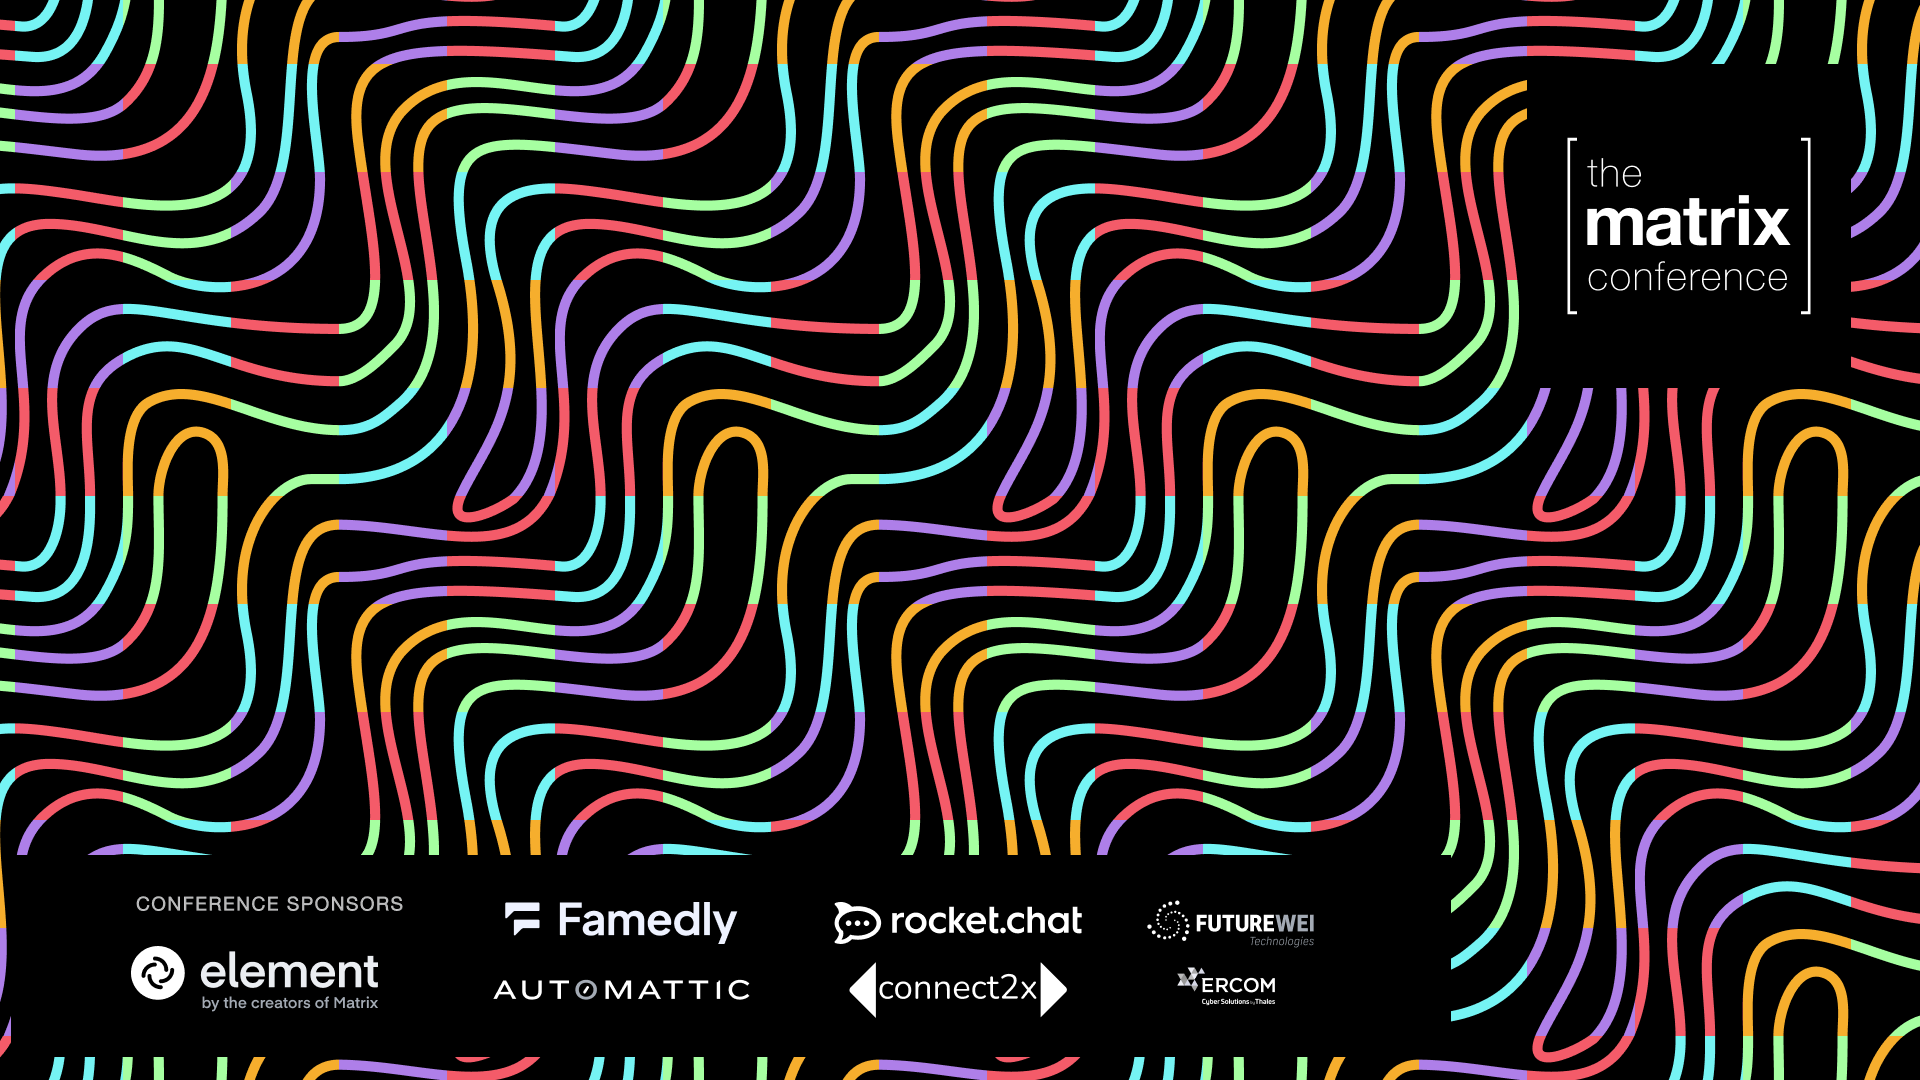 [the
matrix
conference]
CONFERENCE SPONSORS
element
by the creators of Matrix
Famedly
AUTOMATTIC
rocket.chat
connect2x
FUTUREWEI
Technologies
ERCOM
Cyber Solutions by Thales